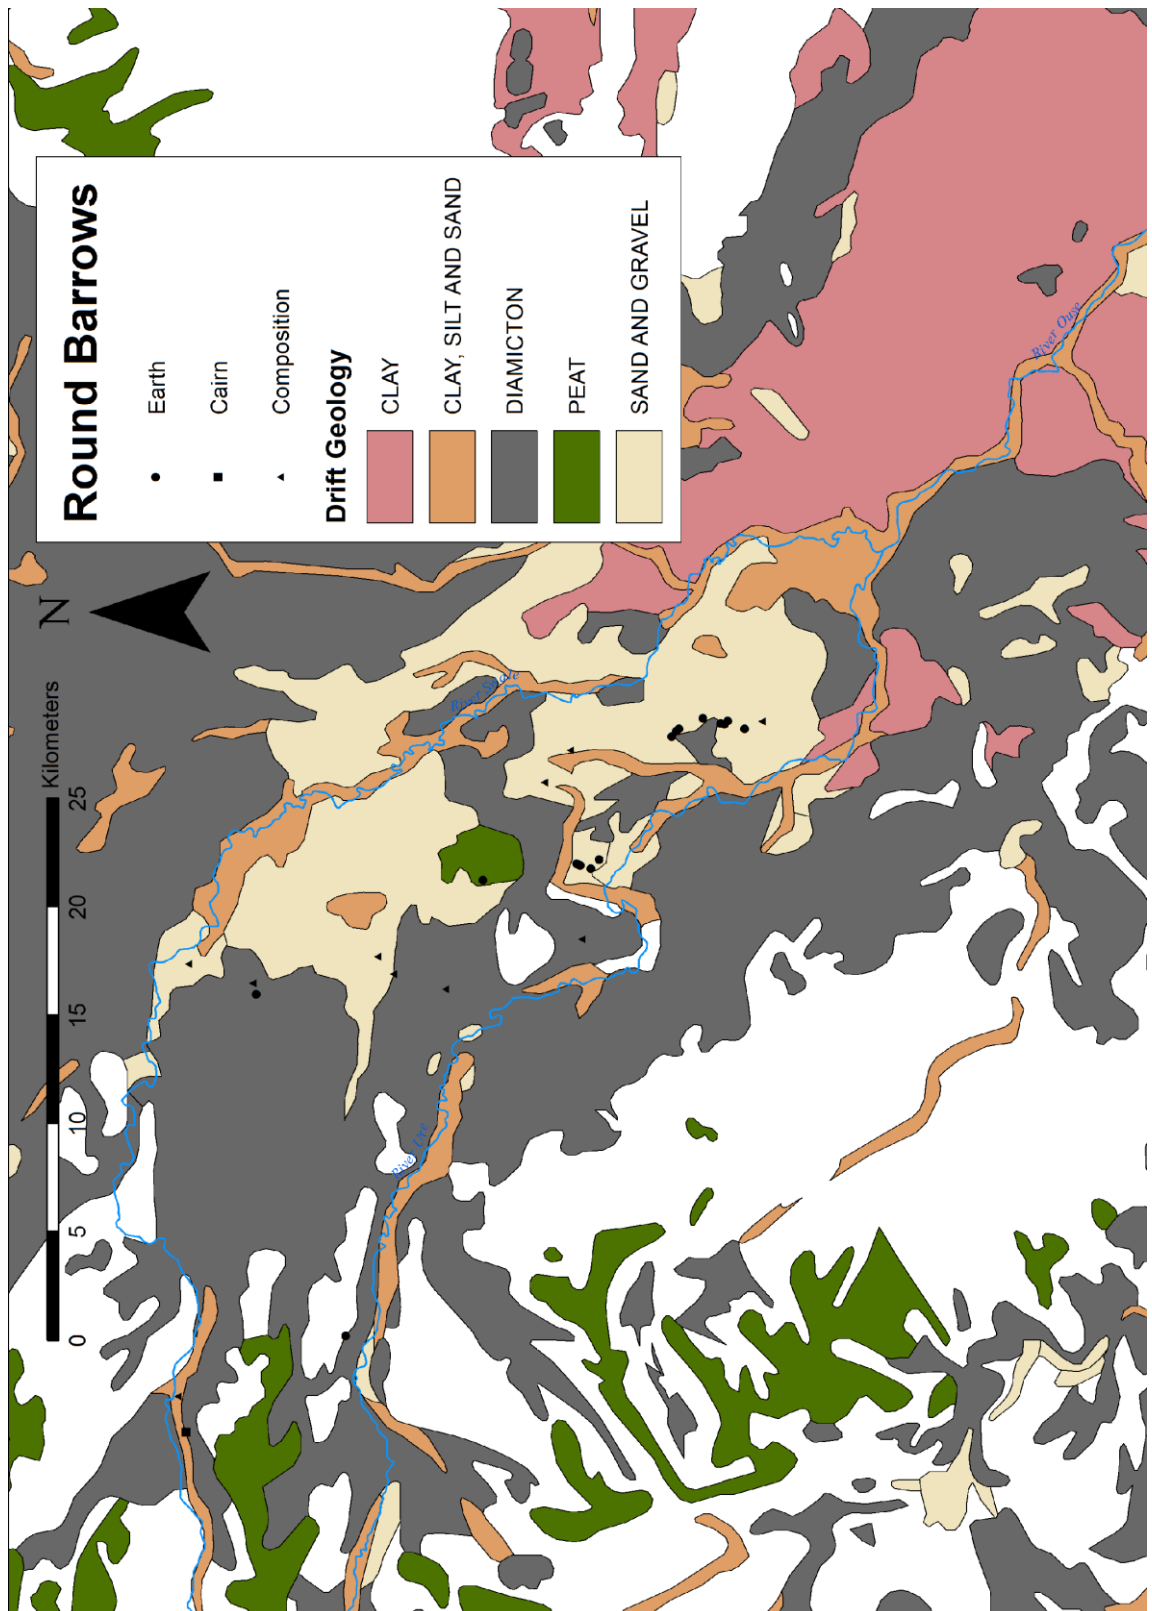 Round Barrows
Earth
Cairn
Composition
Drift Geology
CLAY
CLAY, SILT AND SAND
DIAMICTON
PEAT
SAND AND GRAVEL
N
0 5 10 15 20 25
Kilometers
River Swale
River Ure
River Ouse